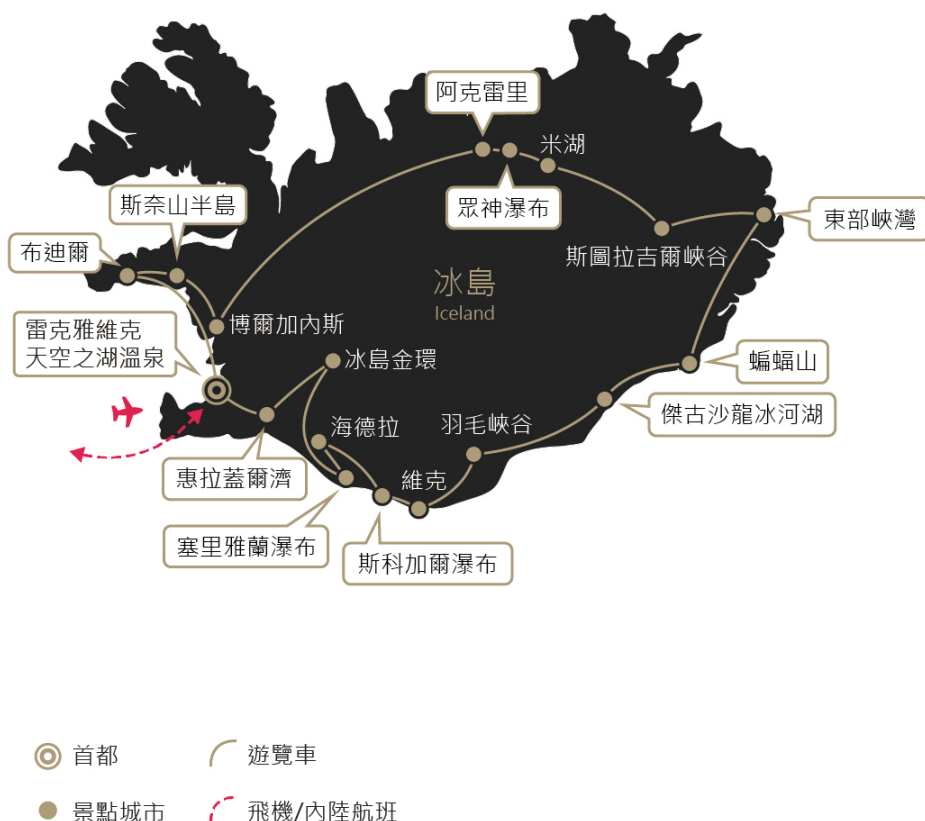 阿克雷里
米湖
眾神瀑布
斯奈山半島
東部峽灣
布迪爾
斯圖拉吉爾峽谷
冰島
Iceland
雷克雅維克
天空之湖溫泉
博爾加內斯
冰島金環
蝙蝠山
傑古沙龍冰河湖
海德拉
羽毛峽谷
惠拉蓋爾濟
維克
塞里雅蘭瀑布
斯科加爾瀑布
首都
遊覽車
景點城市
飛機/內陸航班